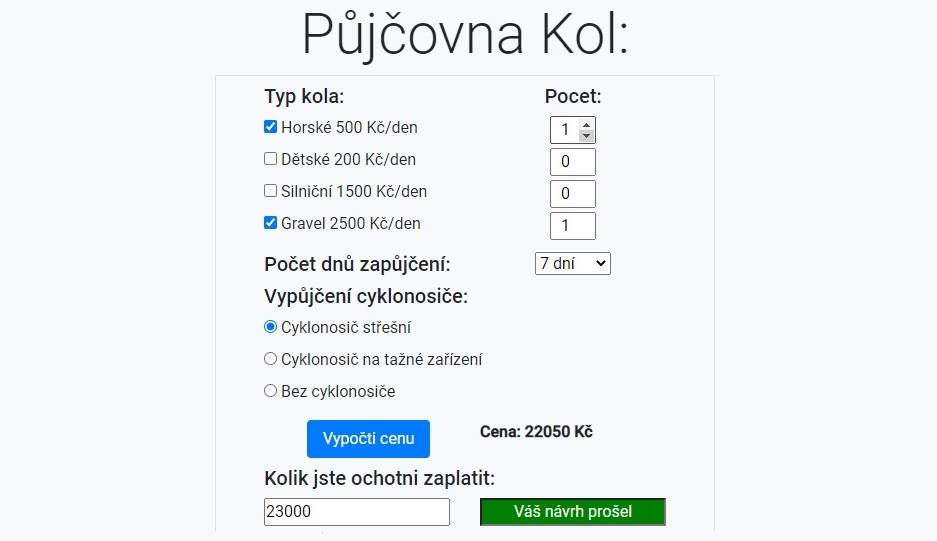 Půjčovna Kol:
Typ kola: Pocet:
Horské 500 Kč/den 1
Dětské 200 Kč/den 0
Silniční 1500 Kč/den 0
Gravel 2500 Kč/den 1
Počet dnů zapůjčení: 7 dní
Vypůjčení cyklonosiče:
Cyklonosič střešní
Cyklonosič na tažné zařízení
Bez cyklonosiče
Vypočti cenu Cena: 22050 Kč
Kolik jste ochotni zaplatit:
23000 Váš návrh prošel